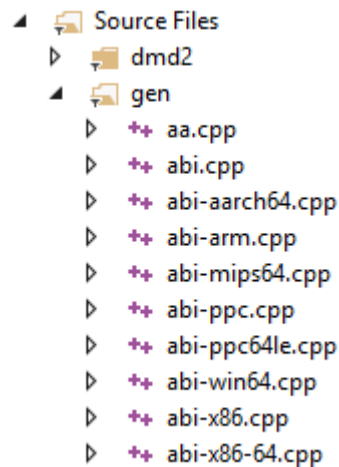 Source Files
dmd2
gen
aa.cpp
abi.cpp
abi-aarch64.cpp
abi-arm.cpp
abi-mips64.cpp
abi-ppc.cpp
abi-ppc64le.cpp
abi-win64.cpp
abi-x86.cpp
abi-x86-64.cpp